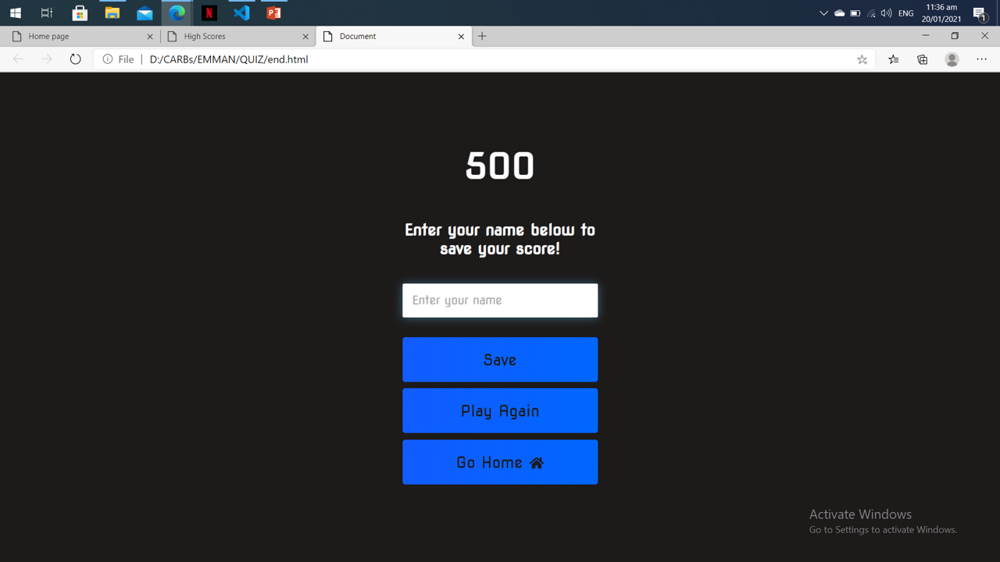 11:36 am
ENG
20/01/2021
1
Home page
High Scores
Document
File
D:/CARBs/EMMAN/QUIZ/end.html
500
Enter your name below to
save your score!
Enter your name
Save
Play Again
Go Home
Activate Windows
Go to Settings to activate Windows.